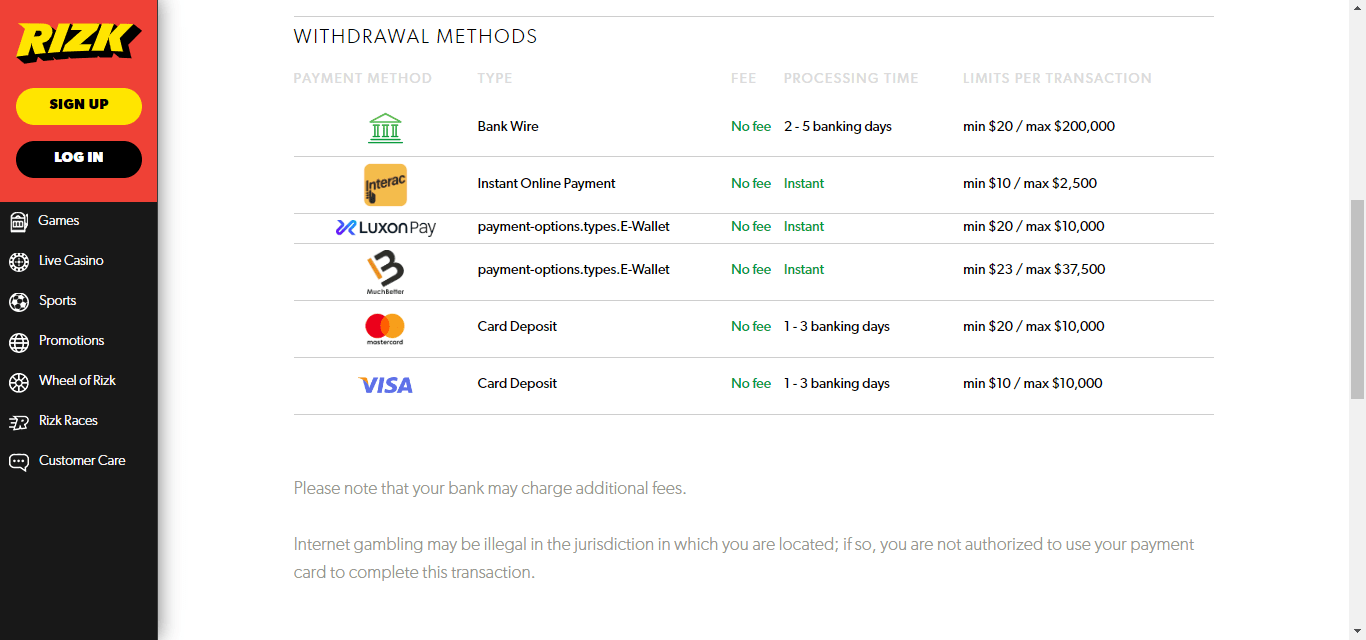 RIZK
SIGN UP
LOG IN
Games
Live Casino
Sports
Promotions
Wheel of Rizk
Rizk Races
Customer Care
WITHDRAWAL METHODS
PAYMENT METHOD TYPE FEE PROCESSING TIME LIMITS PER TRANSACTION
Bank Wire No fee 2 - 5 banking days min $20 / max $200,000
Interac Instant Online Payment No fee Instant min $10 / max $2,500
LUXON Pay payment-options.types.E-Wallet No fee Instant min $20 / max $10,000
MuchBetter payment-options.types.E-Wallet No fee Instant min $23 / max $37,500
mastercard Card Deposit No fee 1 - 3 banking days min $20 / max $10,000
VISA Card Deposit No fee 1 - 3 banking days min $10 / max $10,000
Please note that your bank may charge additional fees.
Internet gambling may be illegal in the jurisdiction in which you are located; if so, you are not authorized to use your payment
card to complete this transaction.